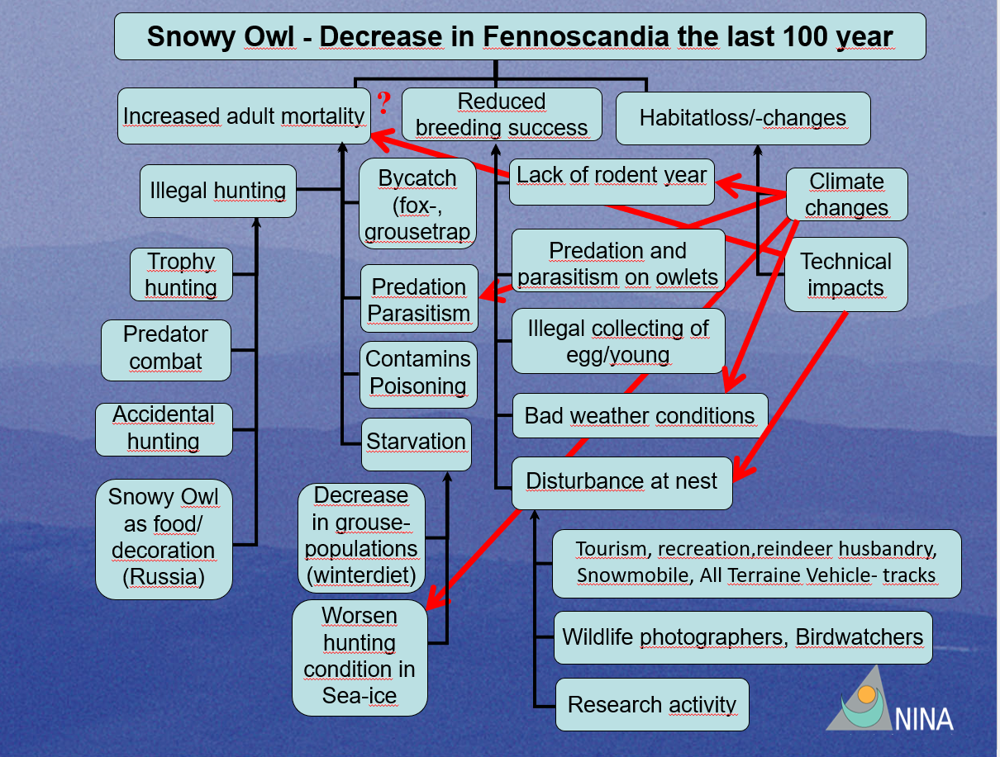 Snowy Owl - Decrease in Fennoscandia the last 100 year
Increased adult mortality
?
Reduced
breeding success
Habitatloss/-changes
Illegal hunting
Trophy
hunting
Predator
combat
Accidental
hunting
Snowy Owl
as food/
decoration
(Russia)
Bycatch
(fox-,
grousetrap
Predation
Parasitism
Contamins
Poisoning
Starvation
Decrease
in grouse-
populations
(winterdiet)
Worsen
hunting
condition in
Sea-ice
Lack of rodent year
Predation and
parasitism on owlets
Illegal collecting of
egg/young
Bad weather conditions
Disturbance at nest
Tourism, recreation,reindeer husbandry,
Snowmobile, All Terraine Vehicle- tracks
Wildlife photographers, Birdwatchers
Research activity
Climate
changes
Technical
impacts
NINA